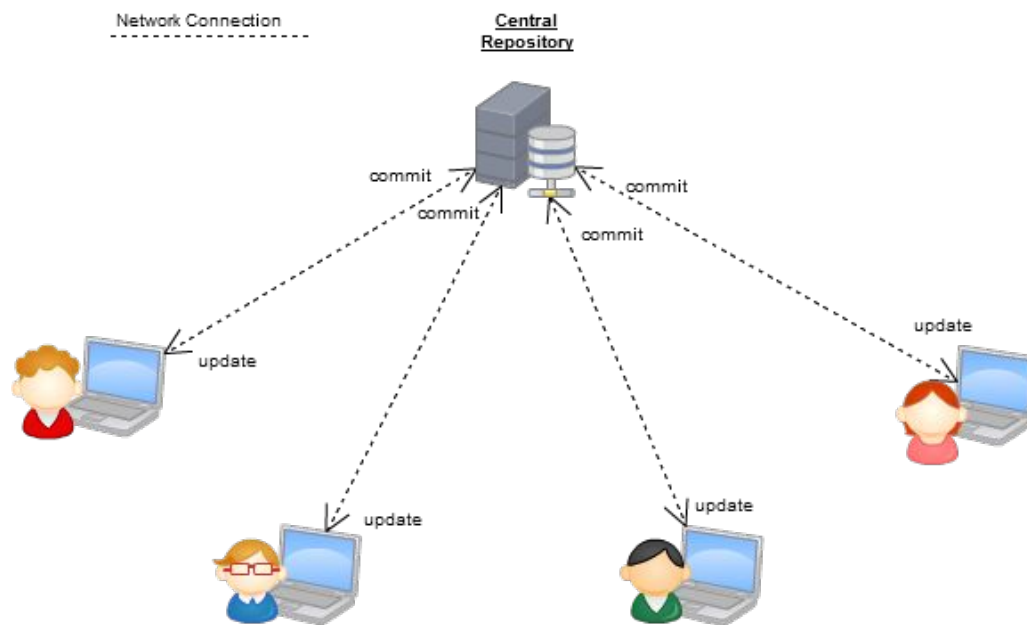 Network Connection
Central
Repository
commit
commit
commit
commit
update
update
update
update